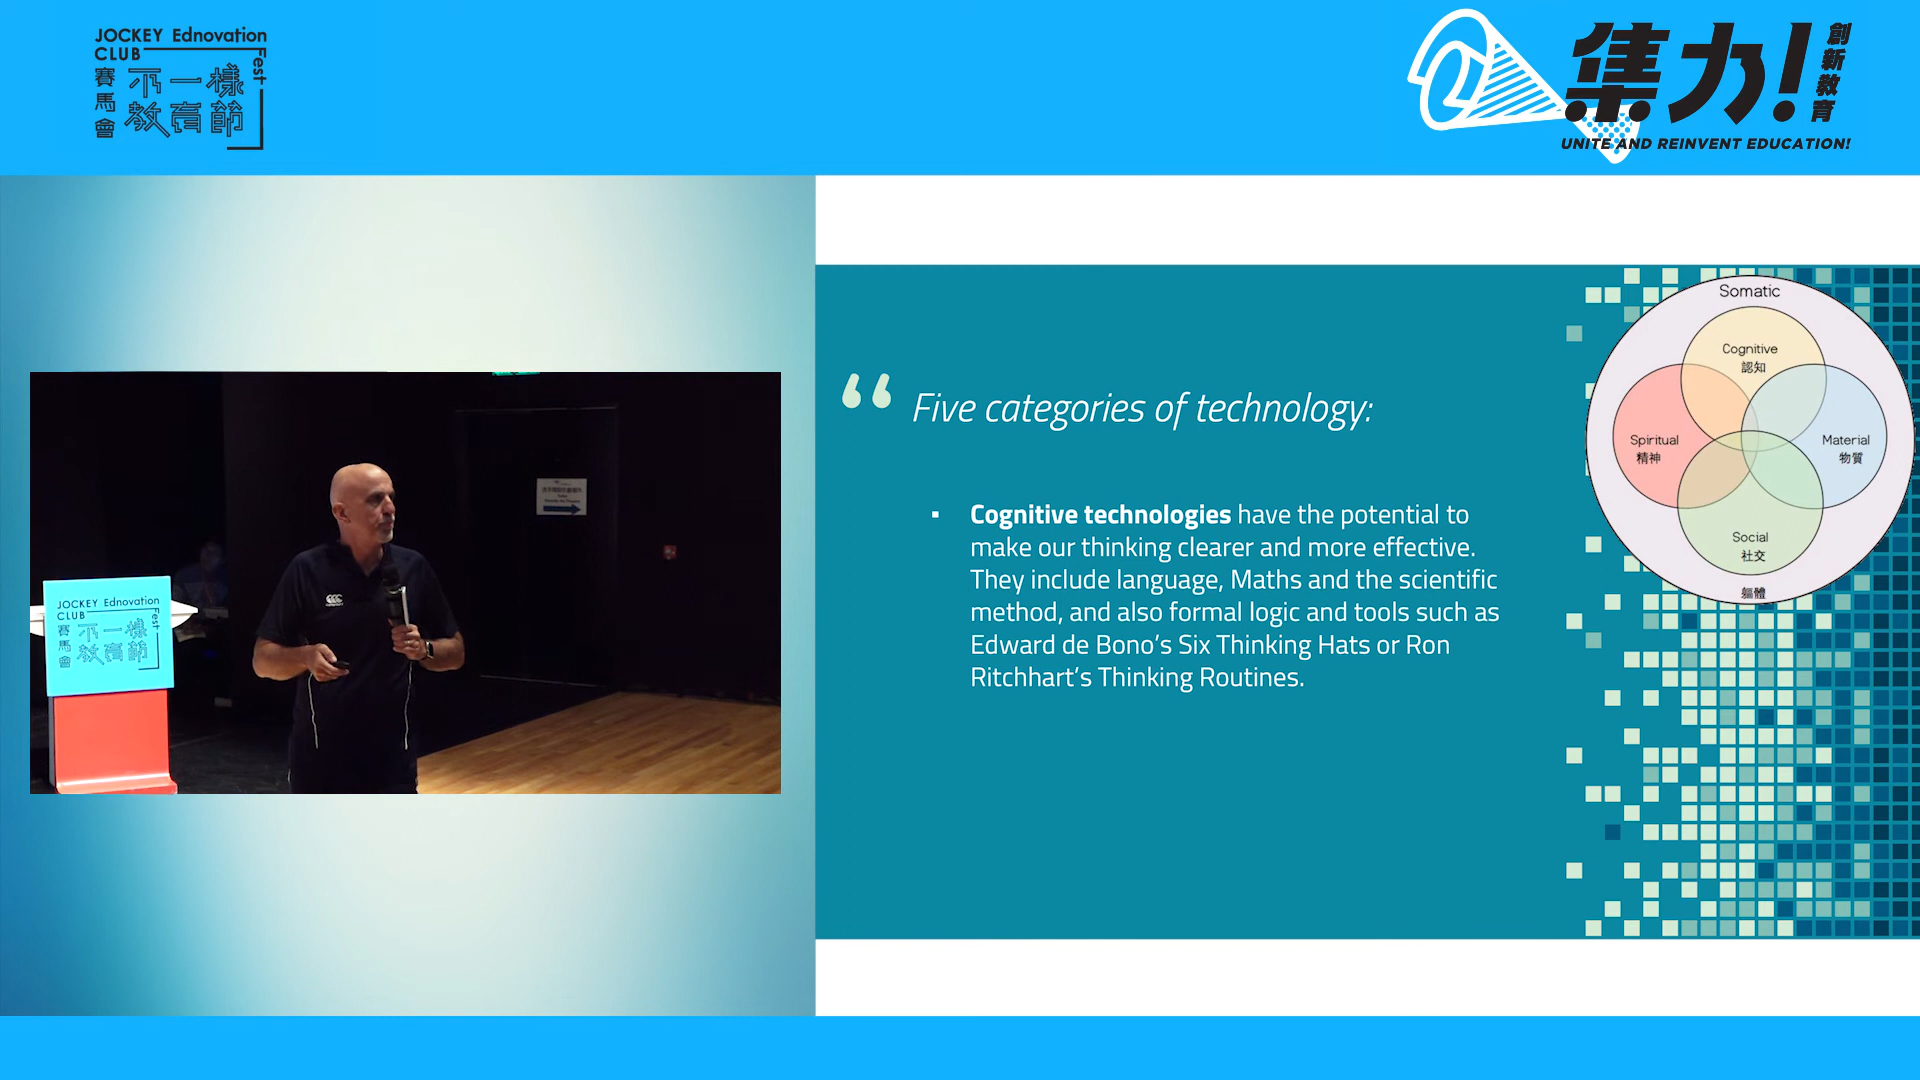 JOCKEY Ednovation
CLUB
Fest
賽馬會
不一樣
教育節
集力!
創新教育
UNITE AND REINVENT EDUCATION!
JOCKEY Ednovation
CLUB
Fest
賽馬會
不一樣
教育節
“ Five categories of technology:
▪ Cognitive technologies have the potential to
make our thinking clearer and more effective.
They include language, Maths and the scientific
method, and also formal logic and tools such as
Edward de Bono’s Six Thinking Hats or Ron
Ritchhart’s Thinking Routines.
Somatic
Cognitive
認知
Spiritual
精神
Material
物質
Social
社交
軀體